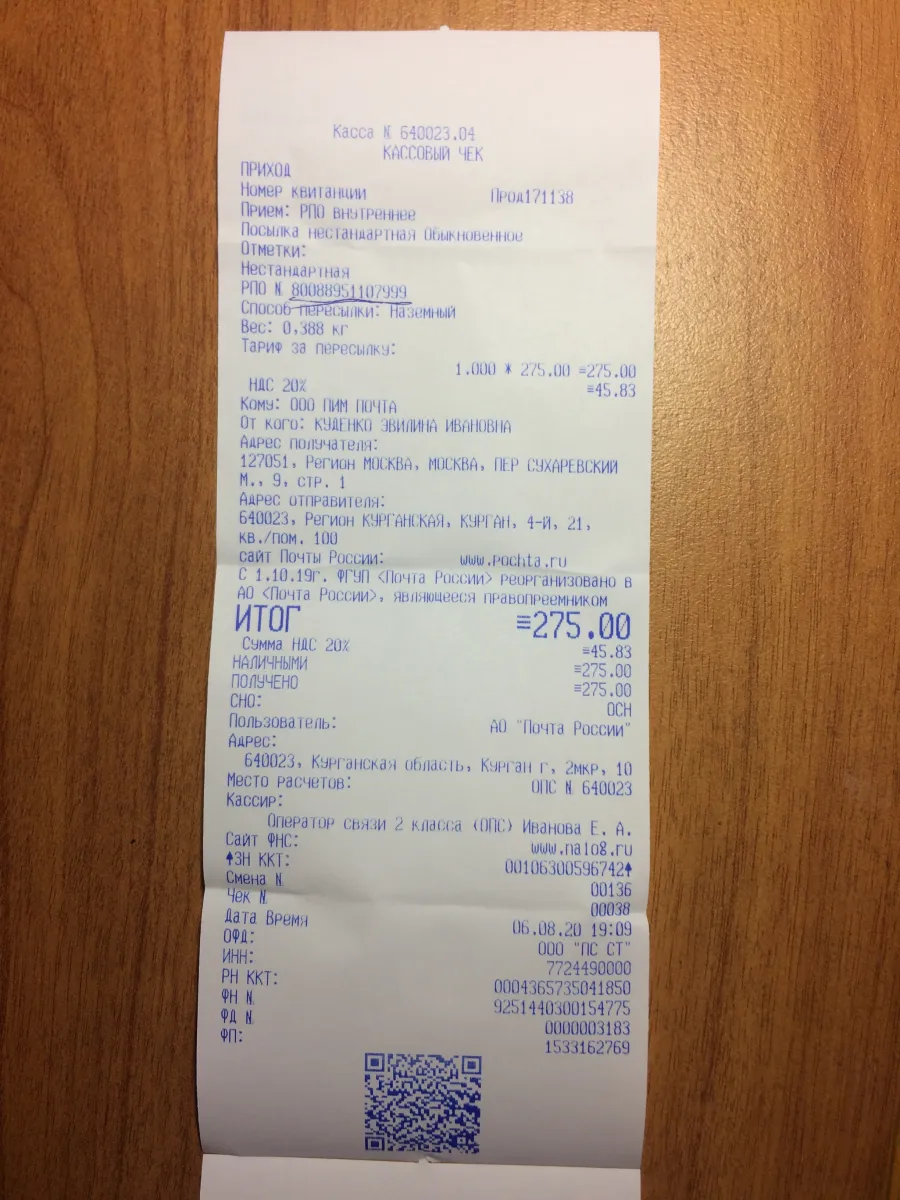 Касса № 640023.04
КАССОВЫЙ ЧЕК
ПРИХОД
Номер квитанции Прод171138
Прием: РПО внутреннее
Посылка нестандартная Обыкновенное
Отметки:
Нестандартная
РПО № 80088951107999
Способ пересылки: Наземный
Вес: 0,388 кг
Тариф за пересылку:
1.000 * 275.00 ≡275.00
НДС 20% ≡45.83
Кому: ООО ПИМ ПОЧТА
От кого: КУДЕНКО ЭВИЛИНА ИВАНОВНА
Адрес получателя:
127051, Регион МОСКВА, МОСКВА, ПЕР СУХАРЕВСКИЙ
М., 9, стр. 1
Адрес отправителя:
640023, Регион КУРГАНСКАЯ, КУРГАН, 4-й, 21,
кв./пом. 100
сайт Почты России: www.pochta.ru
С 1.10.19г. ФГУП <Почта России> реорганизовано в
АО <Почта России>, являющееся правопреемником
ИТОГ ≡275.00
Сумма НДС 20% ≡45.83
НАЛИЧНЫМИ ≡275.00
ПОЛУЧЕНО ≡275.00
СНО: ОСН
Пользователь: АО "Почта России"
Адрес:
640023, Курганская область, Курган г, 2мкр, 10
Место расчетов: ОПС № 640023
Кассир:
Оператор связи 2 класса (ОПС) Иванова Е. А.
Сайт ФНС: www.nalog.ru
ЗН ККТ: 00106300596742
Смена № 00136
Чек № 00038
Дата Время 06.08.20 19:09
ОФД: ООО "ПС СТ"
ИНН: 7724490000
РН ККТ: 0004365735041850
ФН № 9251440300154775
ФД № 0000003183
ФП: 1533162769